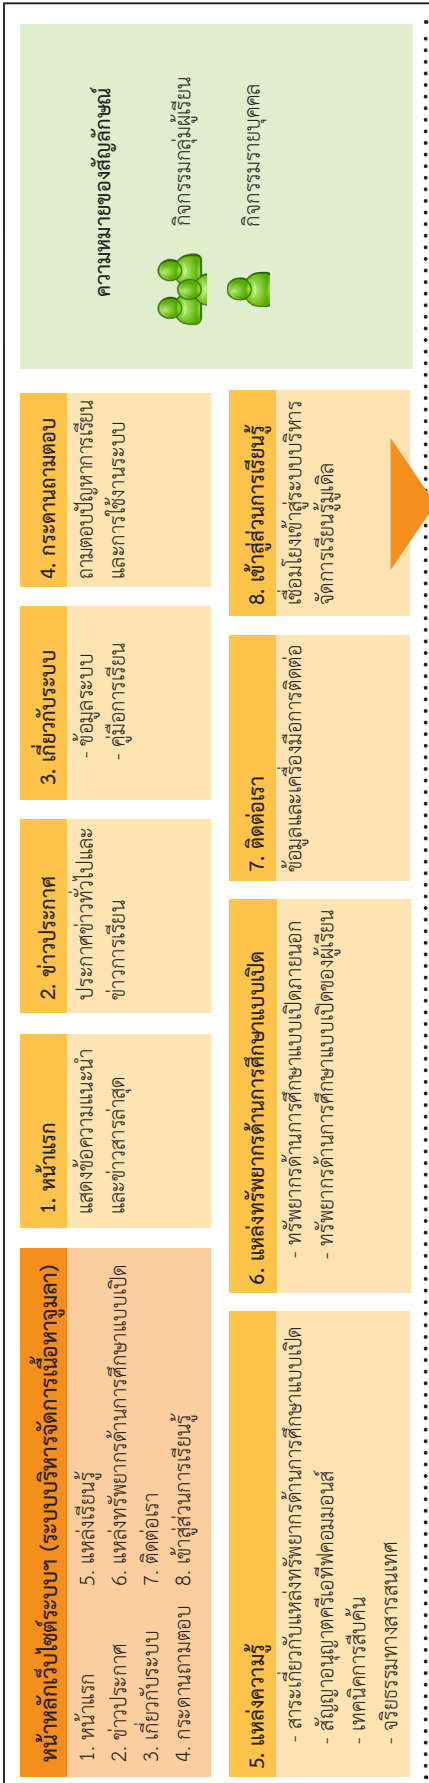 หน้าหลักเว็บไซต์ระบบฯ (ระบบบริหารจัดการเนื้อหาจูมลา)
1. หน้าแรก
2. ข่าวประกาศ
3. เกี่ยวกับระบบ
4. กระดานถามตอบ
5. แหล่งเรียนรู้
6. แหล่งทรัพยากรด้านการศึกษาแบบเปิด
7. ติดต่อเรา
8. เข้าสู่ส่วนการเรียนรู้
1. หน้าแรก
แสดงข้อความแนะนำ
และข่าวสารล่าสุด
2. ข่าวประกาศ
ประกาศข่าวทั่วไปและ
ข่าวการเรียน
3. เกี่ยวกับระบบ
- ข้อมูลระบบ
- คู่มือการเรียน
4. กระดานถามตอบ
ถามตอบปัญหาการเรียน
และการใช้งานระบบ
ความหมายของสัญลักษณ์
กิจกรรมกลุ่มผู้เรียน
กิจกรรมรายบุคคล
5. แหล่งความรู้
- สาระเกี่ยวกับแหล่งทรัพยากรด้านการศึกษาแบบเปิด
- สัญญาอนุญาตครีเอทีฟคอมมอนส์
- เทคนิคการสืบค้น
- จริยธรรมทางสารสนเทศ
6. แหล่งทรัพยากรด้านการศึกษาแบบเปิด
- ทรัพยากรด้านการศึกษาแบบเปิดภายนอก
- ทรัพยากรด้านการศึกษาแบบเปิดของผู้เรียน
7. ติดต่อเรา
ข้อมูลและเครื่องมือการติดต่อ
8. เข้าสู่ส่วนการเรียนรู้
เชื่อมโยงเข้าสู่ระบบบริหาร
จัดการเรียนรู้มูเดิล